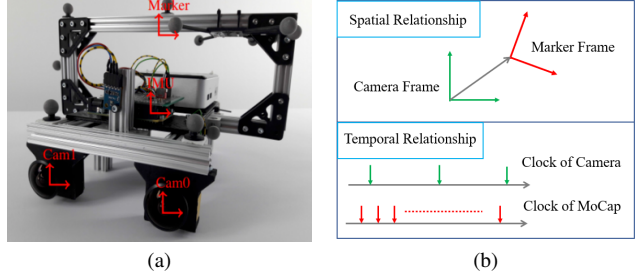 Marker
IMU
Cam1
Cam0
(a)
Spatial Relationship
Marker Frame
Camera Frame
Temporal Relationship
Clock of Camera
Clock of MoCap
(b)